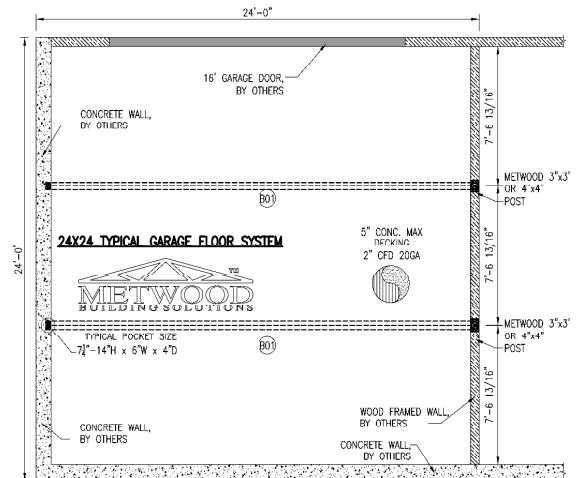 24'-0"
16' GARAGE DOOR,
BY OTHERS
CONCRETE WALL,
BY OTHERS
7'-6 13/16"
METWOOD 3"x3"
OR 4"x4"
POST
B01
24'-0"
24X24 TYPICAL GARAGE FLOOR SYSTEM
5" CONC. MAX
DECKING
2" CFD 20GA
7'-6 13/16"
TM
METWOOD
BUILDING SOLUTIONS
TYPICAL POCKET SIZE
7¼"-14"H x 6"W x 4"D
B01
METWOOD 3"x3"
OR 4"x4"
POST
7'-6 13/16"
WOOD FRAMED WALL,
BY OTHERS
CONCRETE WALL,
BY OTHERS
CONCRETE WALL,
BY OTHERS